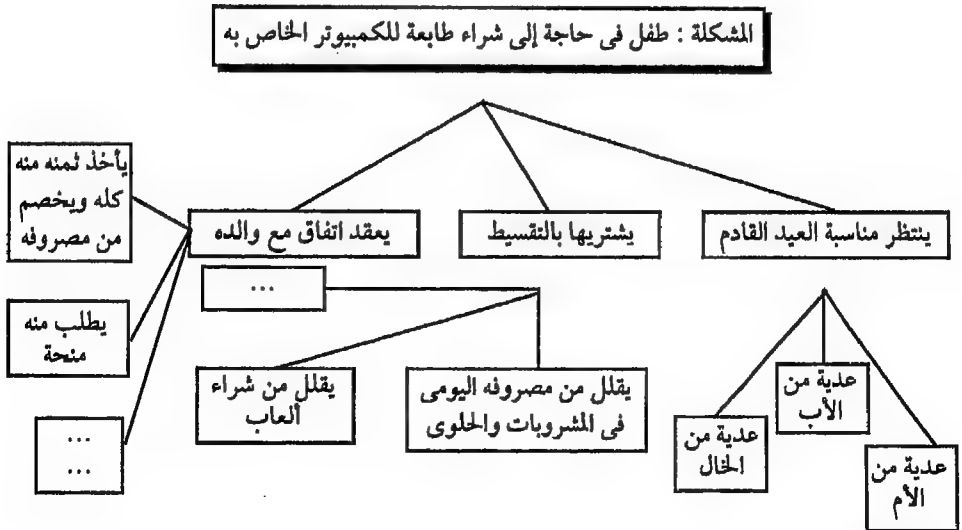 المشكلة : طفل فى حاجة إلى شراء طابعة للكمبيوتر الخاص به
ينتظر مناسبة العيد القادم
يشتريها بالتقسيط
يعقد اتفاق مع والده
يأخذ ثمنه منه
كله ويخصم
من مصروفه
يطلب منه
منحة
...
...
...
يقلل من شراء
ألعاب
يقلل من مصروفه اليومى
فى المشروبات والحلوى
عدية من
الخال
عدية من
الأب
عدية من
الأم